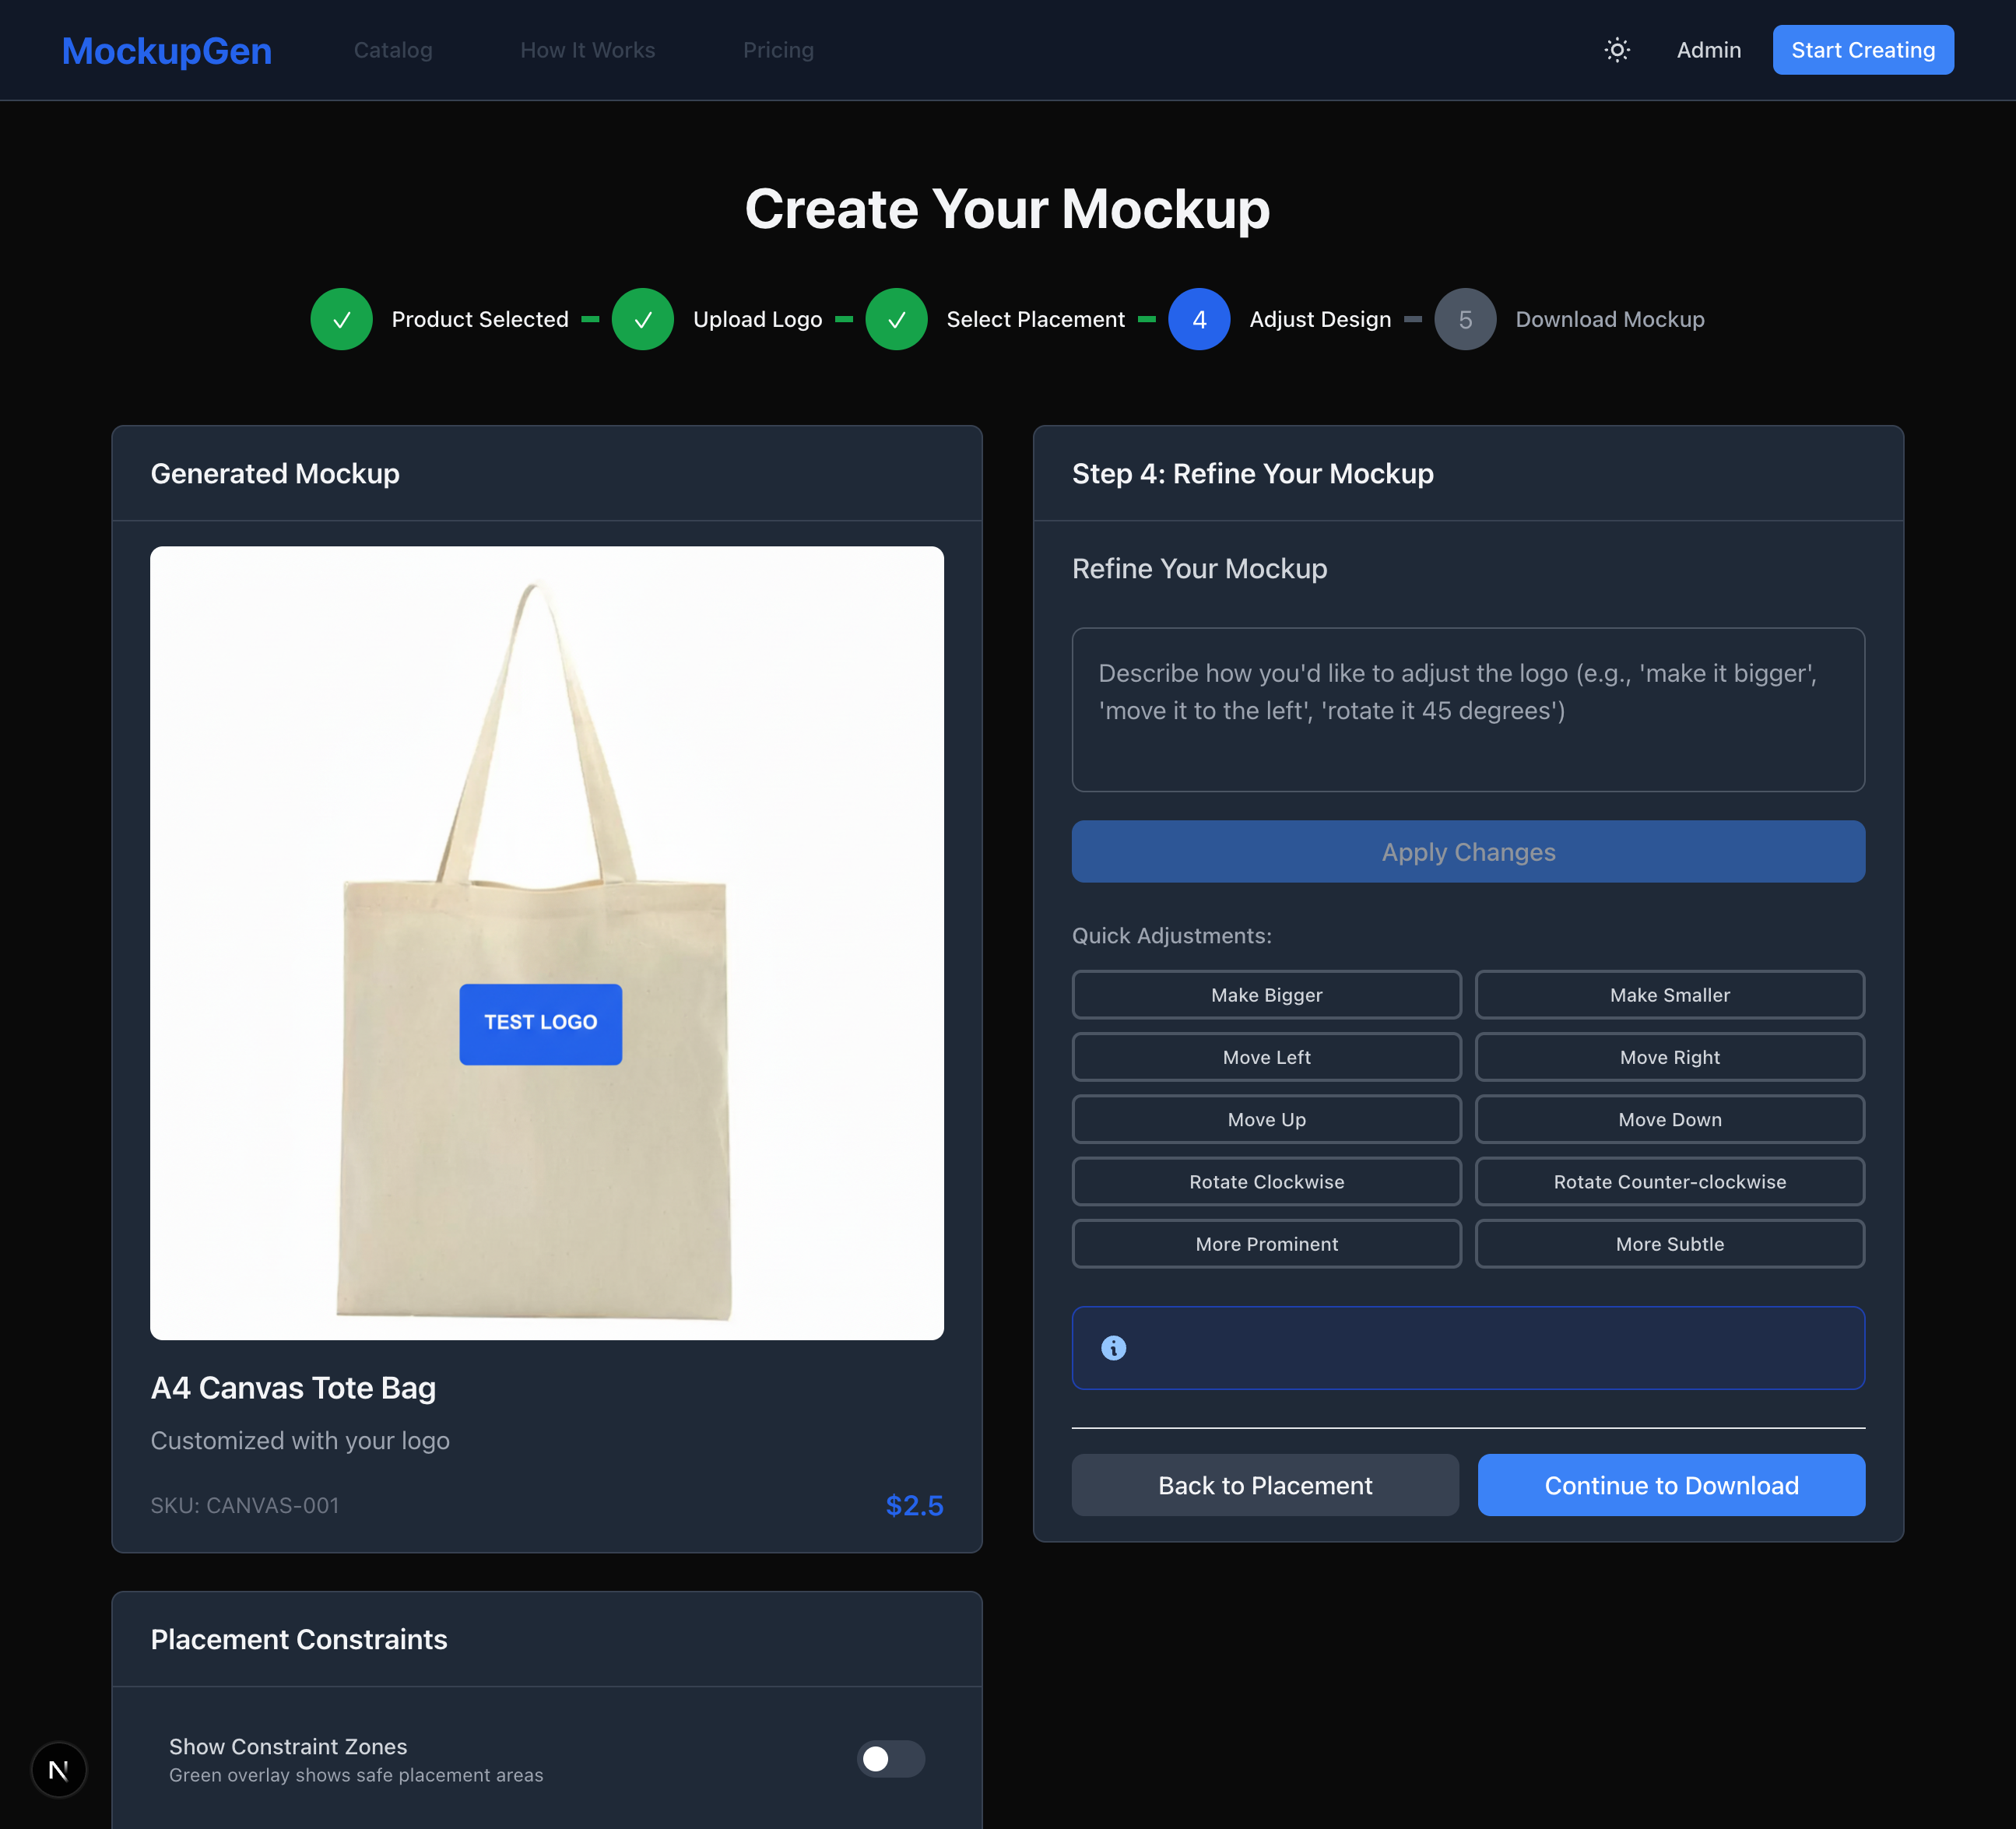 MockupGen
Catalog
How It Works
Pricing
Admin
Start Creating
Create Your Mockup
Product Selected
Upload Logo
Select Placement
4
Adjust Design
5
Download Mockup
Generated Mockup
TEST LOGO
A4 Canvas Tote Bag
Customized with your logo
SKU: CANVAS-001
$2.5
Placement Constraints
Show Constraint Zones
Green overlay shows safe placement areas
N
Step 4: Refine Your Mockup
Refine Your Mockup
Describe how you'd like to adjust the logo (e.g., 'make it bigger',
'move it to the left', 'rotate it 45 degrees')
Apply Changes
Quick Adjustments:
Make Bigger
Make Smaller
Move Left
Move Right
Move Up
Move Down
Rotate Clockwise
Rotate Counter-clockwise
More Prominent
More Subtle
Back to Placement
Continue to Download